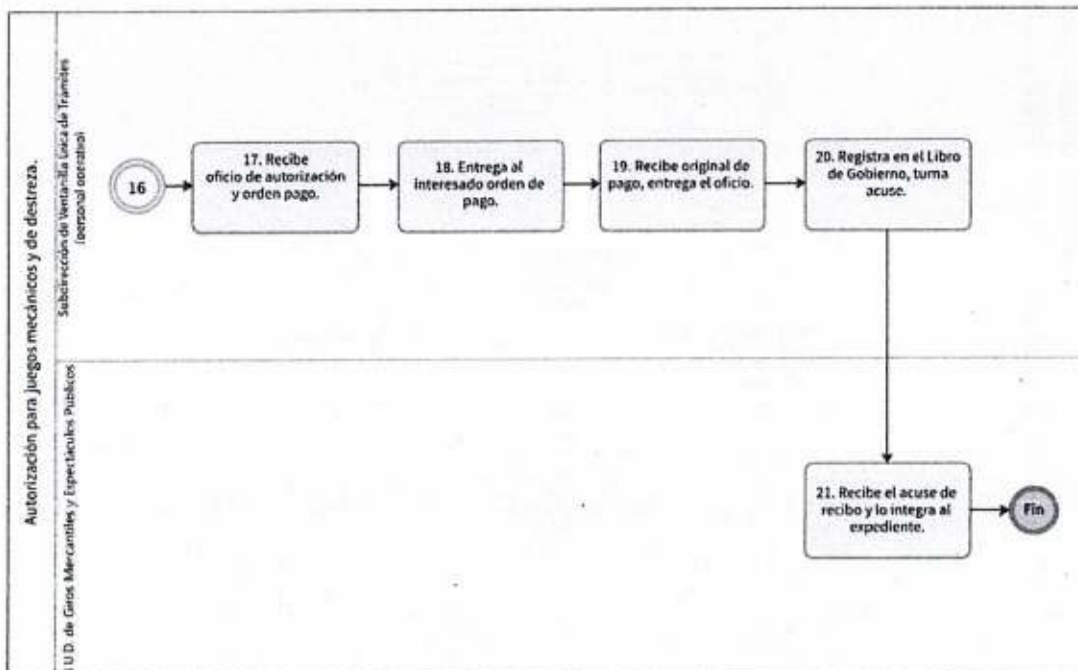 Autorización para juegos mecánicos y de destreza.
Subdirección de Ventanilla Única de Trámites
(personal operativo)
16
17. Recibe
oficio de autorización
y orden pago.
18. Entrega al
interesado orden de
pago.
19. Recibe original de
pago, entrega el oficio.
20. Registra en el Libro
de Gobierno, turna
acuse.
J.U.D. de Giros Mercantiles y Espectáculos Públicos
21. Recibe el acuse de
recibo y lo integra al
expediente.
Fin